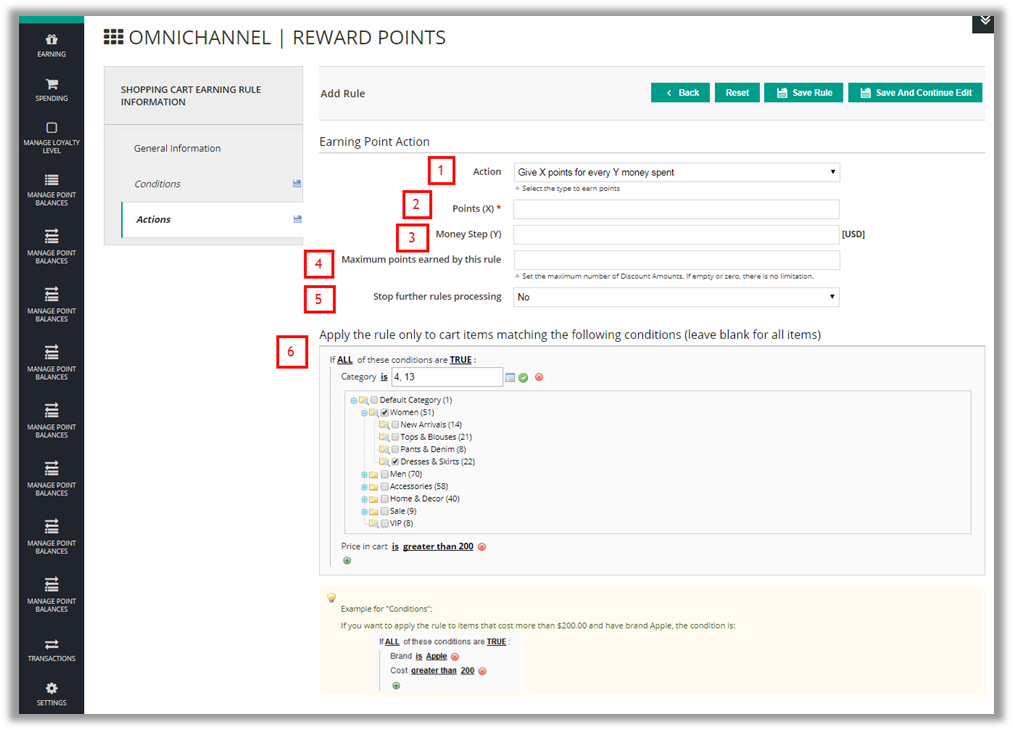 OMNICHANNEL | REWARD POINTS
EARNING
SPENDING
MANAGE LOYALTY
LEVEL
MANAGE POINT
BALANCES
MANAGE POINT
BALANCES
MANAGE POINT
BALANCES
MANAGE POINT
BALANCES
MANAGE POINT
BALANCES
MANAGE POINT
BALANCES
MANAGE POINT
BALANCES
MANAGE POINT
BALANCES
TRANSACTIONS
SETTINGS
SHOPPING CART EARNING RULE
INFORMATION
General Information
Conditions
Actions
Add Rule
Back
Reset
Save Rule
Save And Continue Edit
Earning Point Action
1 Action Give X points for every Y money spent
Select the type to earn points
2 Points (X) *
3 Money Step (Y) [USD]
4 Maximum points earned by this rule
Set the maximum number of Discount Amounts. If empty or zero, there is no limitation.
5 Stop further rules processing No
6 Apply the rule only to cart items matching the following conditions (leave blank for all items)
If ALL of these conditions are TRUE :
Category is 4, 13
Default Category (1)
Women (51)
New Arrivals (14)
Tops & Blouses (21)
Pants & Denim (8)
Dresses & Skirts (22)
Men (70)
Accessories (58)
Home & Decor (40)
Sale (9)
VIP (8)
Price in cart is greater than 200
Example for "Conditions":
If you want to apply the rule to items that cost more than $200.00 and have brand Apple, the condition is:
If ALL of these conditions are TRUE :
Brand is Apple
Cost greater than 200